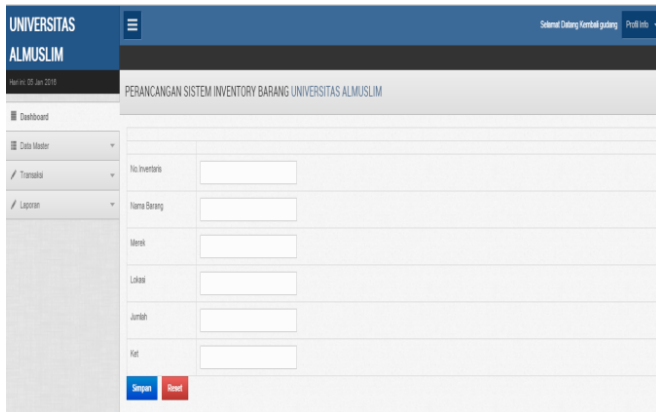 UNIVERSITAS
ALMUSLIM
Selamat Datang Kembali gudang Profil Info
Hari ini: 05 Jan 2016
PERANCANGAN SISTEM INVENTORY BARANG UNIVERSITAS ALMUSLIM
Dashboard
Data Master
Transaksi
Laporan
No.Inventaris
Nama Barang
Merek
Lokasi
Jumlah
Ket
Simpan Reset